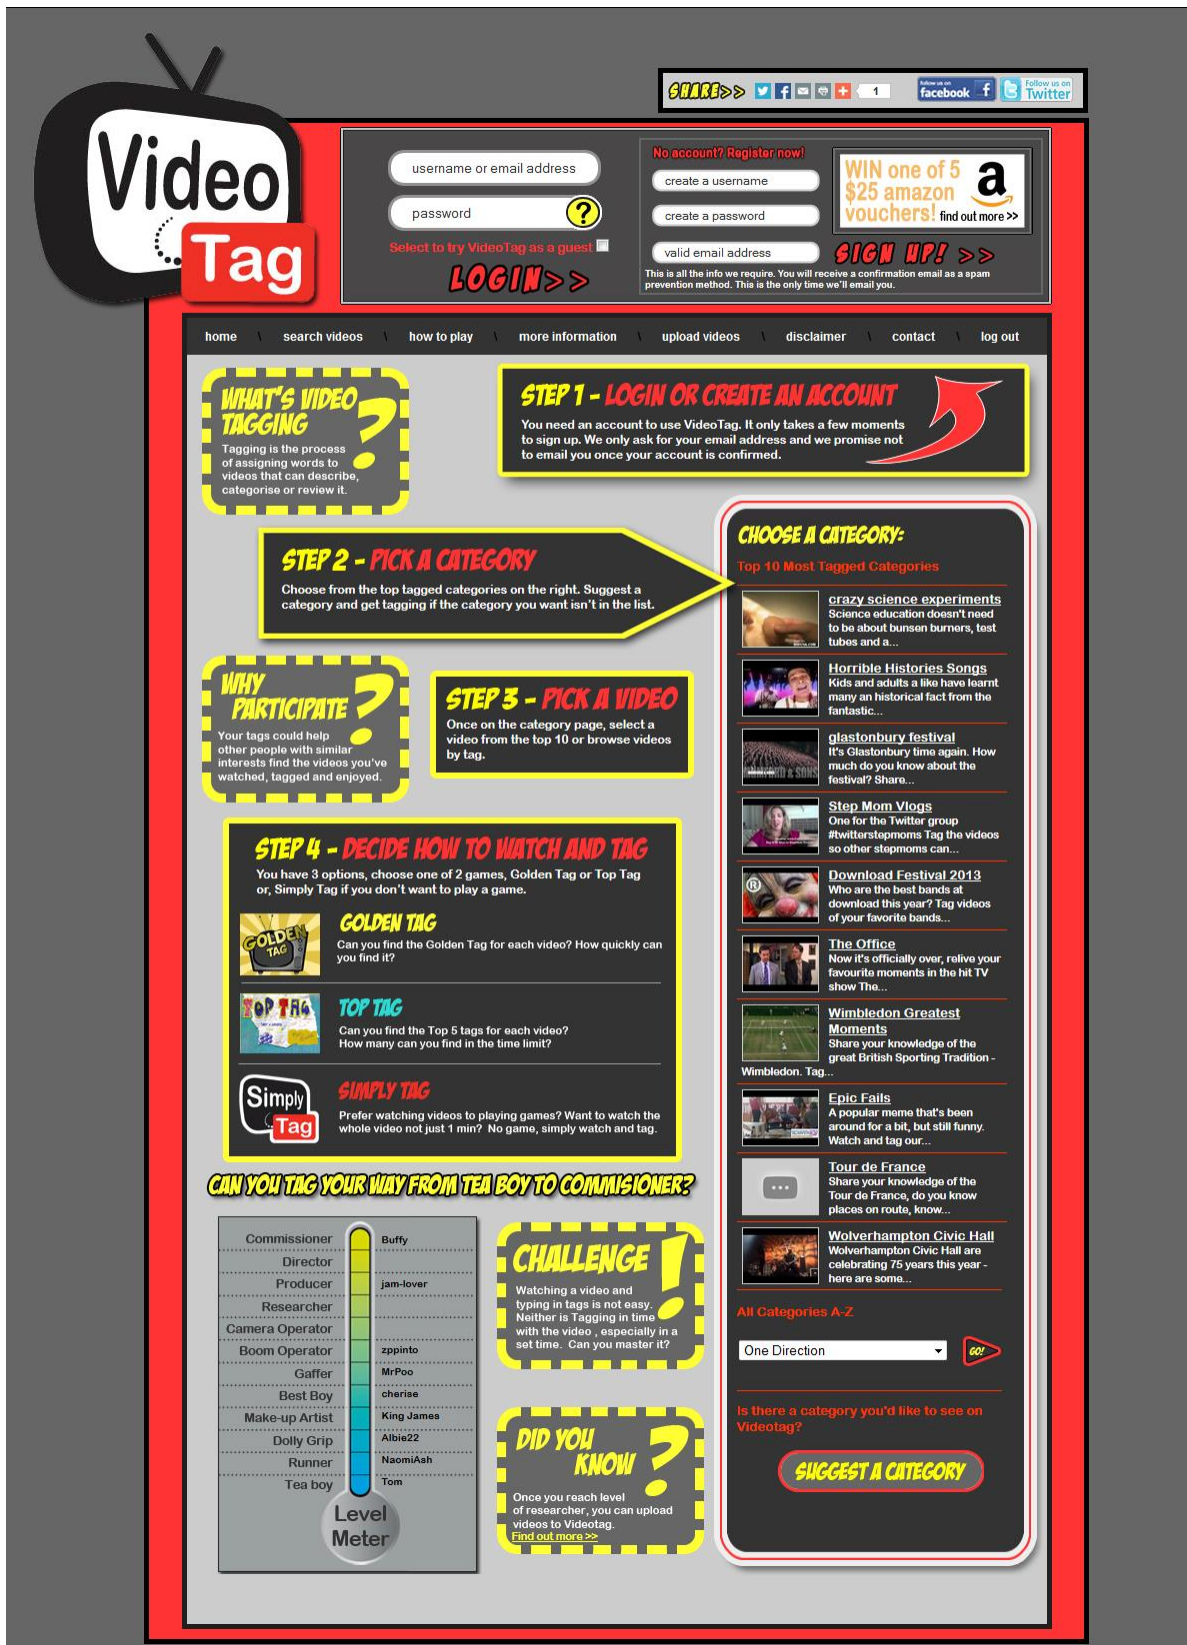 Video
Tag
SHARE>>
1
follow us on
facebook
Follow us on
Twitter
username or email address
password
?
Select to try VideoTag as a guest
LOGIN>>
No account? Register now!
create a username
create a password
valid email address
WIN one of 5
$25 amazon
vouchers! find out more >>
a
SIGN UP! >>
This is all the info we require. You will receive a confirmation email as a spam
prevention method. This is the only time we'll email you.
home \ search videos \ how to play \ more information \ upload videos \ disclaimer \ contact \ log out
WHAT'S VIDEO
TAGGING
?
Tagging is the process
of assigning words to
videos that can describe,
categorise or review it.
STEP 1 - LOGIN OR CREATE AN ACCOUNT
You need an account to use VideoTag. It only takes a few moments
to sign up. We only ask for your email address and we promise not
to email you once your account is confirmed.
STEP 2 - PICK A CATEGORY
Choose from the top tagged categories on the right. Suggest a
category and get tagging if the category you want isn't in the list.
WHY
PARTICIPATE
?
Your tags could help
other people with similar
interests find the videos you've
watched, tagged and enjoyed.
STEP 3 - PICK A VIDEO
Once on the category page, select a
video from the top 10 or browse videos
by tag.
STEP 4 - DECIDE HOW TO WATCH AND TAG
You have 3 options, choose one of 2 games, Golden Tag or Top Tag
or, Simply Tag if you don't want to play a game.
GOLDEN
TAG
GOLDEN TAG
Can you find the Golden Tag for each video? How quickly can
you find it?
TOP TAG
TOP TAG
Can you find the Top 5 tags for each video?
How many can you find in the time limit?
Simply
Tag
SIMPLY TAG
Prefer watching videos to playing games? Want to watch the
whole video not just 1 min? No game, simply watch and tag.
CAN YOU TAG YOUR WAY FROM TEA BOY TO COMMISIONER?
Commissioner Buffy
Director
Producer jam-lover
Researcher
Camera Operator
Boom Operator zppinto
Gaffer MrPoo
Best Boy cherise
Make-up Artist King James
Dolly Grip Albie22
Runner NaomiAsh
Tea boy Tom
Level
Meter
CHALLENGE
!
Watching a video and
typing in tags is not easy.
Neither is Tagging in time
with the video , especially in a
set time. Can you master it?
DID YOU
KNOW
?
Once you reach level
of researcher, you can upload
videos to Videotag.
Find out more >>
CHOOSE A CATEGORY:
Top 10 Most Tagged Categories
crazy science experiments
Science education doesn't need
to be about bunsen burners, test
tubes and a...
Horrible Histories Songs
Kids and adults a like have learnt
many an historical fact from the
fantastic...
glastonbury festival
It's Glastonbury time again. How
much do you know about the
festival? Share...
Step Mom Vlogs
One for the Twitter group
#twitterstepmoms Tag the videos
so other stepmoms can...
Download Festival 2013
Who are the best bands at
download this year? Tag videos
of your favorite bands...
The Office
Now it's officially over, relive your
favourite moments in the hit TV
show The...
Wimbledon Greatest
Moments
Share your knowledge of the
great British Sporting Tradition -
Wimbledon. Tag...
Epic Fails
A popular meme that's been
around for a bit, but still funny.
Watch and tag our...
Tour de France
Share your knowledge of the
Tour de France, do you know
places on route, know...
Wolverhampton Civic Hall
Wolverhampton Civic Hall are
celebrating 75 years this year -
here are some...
All Categories A-Z
One Direction
GO!
Is there a category you'd like to see on
Videotag?
SUGGEST A CATEGORY